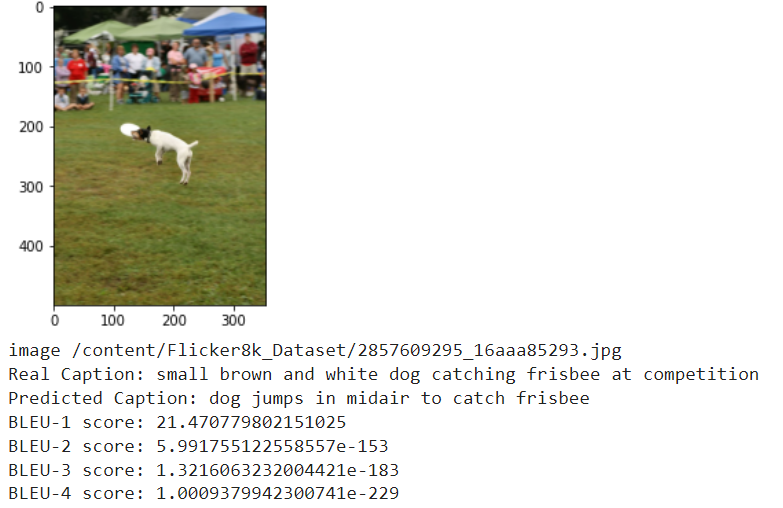 0
100
200
300
400
0 100 200 300
image /content/Flicker8k_Dataset/2857609295_16aaa85293.jpg
Real Caption: small brown and white dog catching frisbee at competition
Predicted Caption: dog jumps in midair to catch frisbee
BLEU-1 score: 21.470779802151025
BLEU-2 score: 5.991755122558557e-153
BLEU-3 score: 1.3216063232004421e-183
BLEU-4 score: 1.0009379942300741e-229